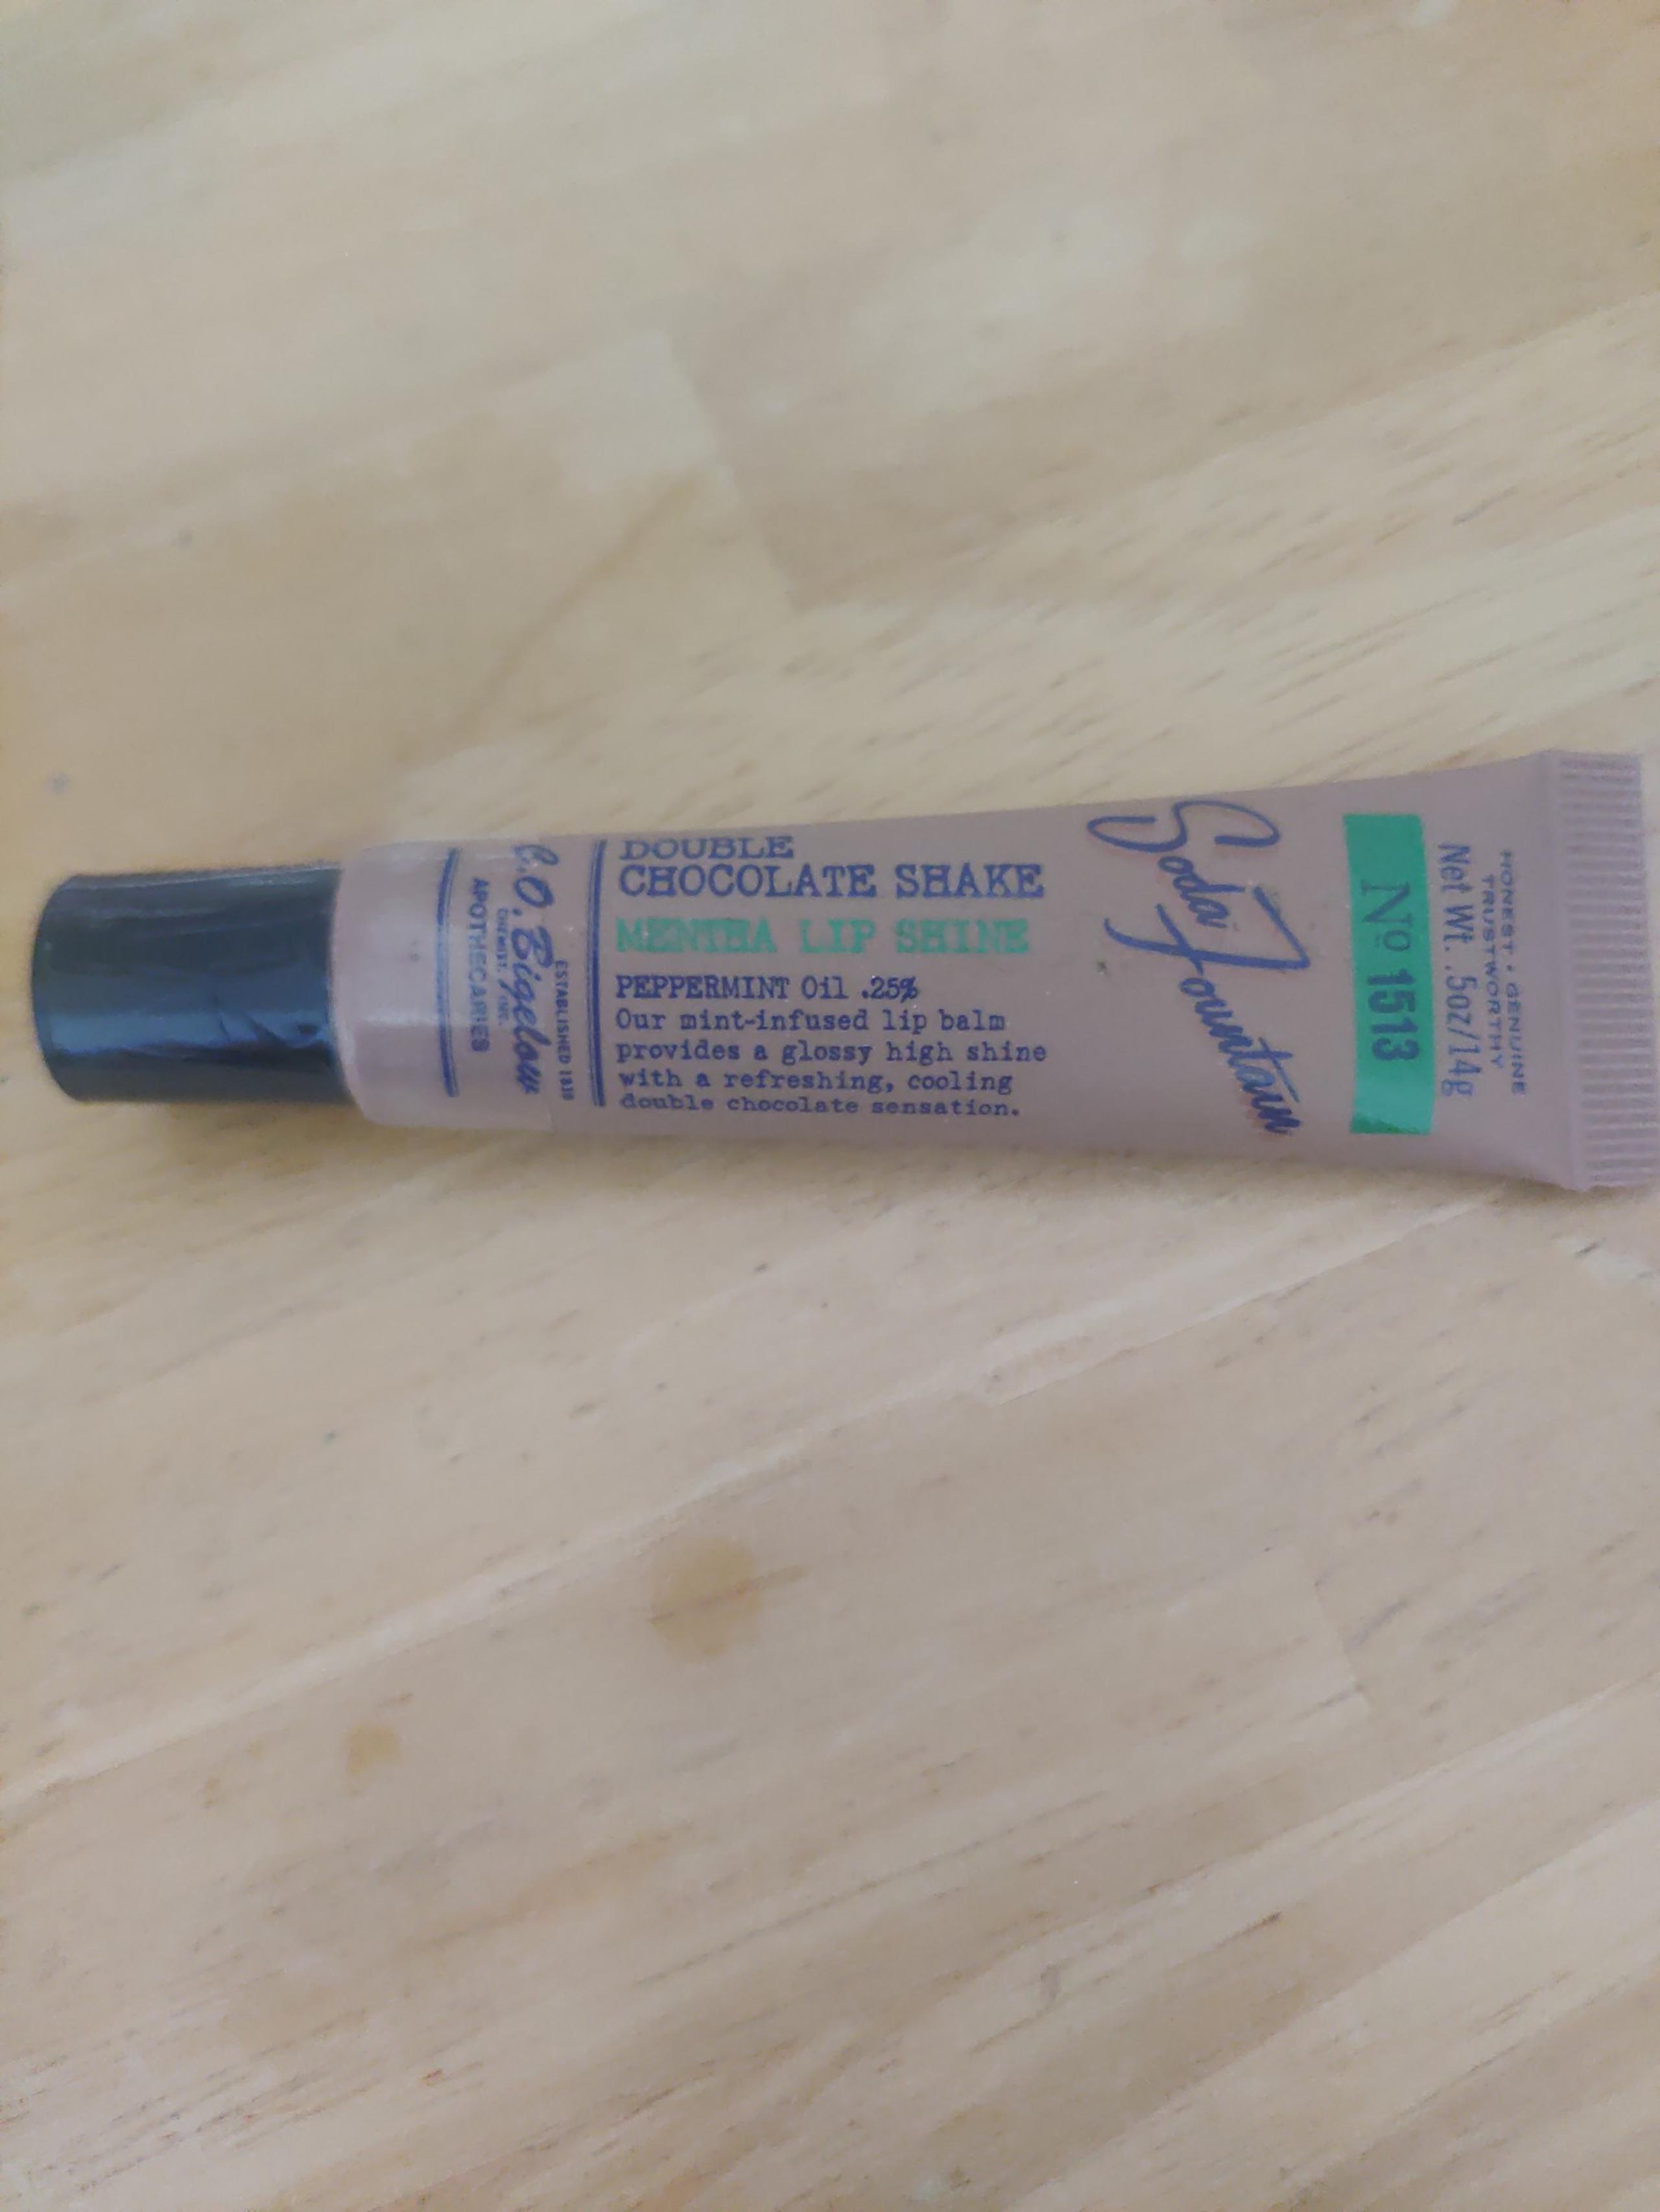 C.O. Bigelow
ESTABLISHED 1838
CHEMIST, INC.
APOTHECARIES
DOUBLE
CHOCOLATE SHAKE
MENTHA LIP SHINE
PEPPERMINT Oil .25%
Our mint-infused lip balm
provides a glossy high shine
with a refreshing, cooling
double chocolate sensation.
Soda Fountain
Nº 1513
Net Wt. .5oz/14g
HONEST • GENUINE
TRUSTWORTHY